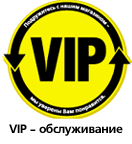 Подружитесь с нашим магазином -
VIP
мы уверены Вам понравится.
VIP – обслуживание